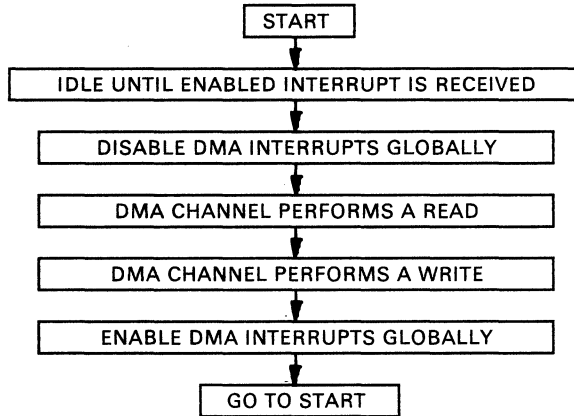 START
IDLE UNTIL ENABLED INTERRUPT IS RECEIVED
DISABLE DMA INTERRUPTS GLOBALLY
DMA CHANNEL PERFORMS A READ
DMA CHANNEL PERFORMS A WRITE
ENABLE DMA INTERRUPTS GLOBALLY
GO TO START